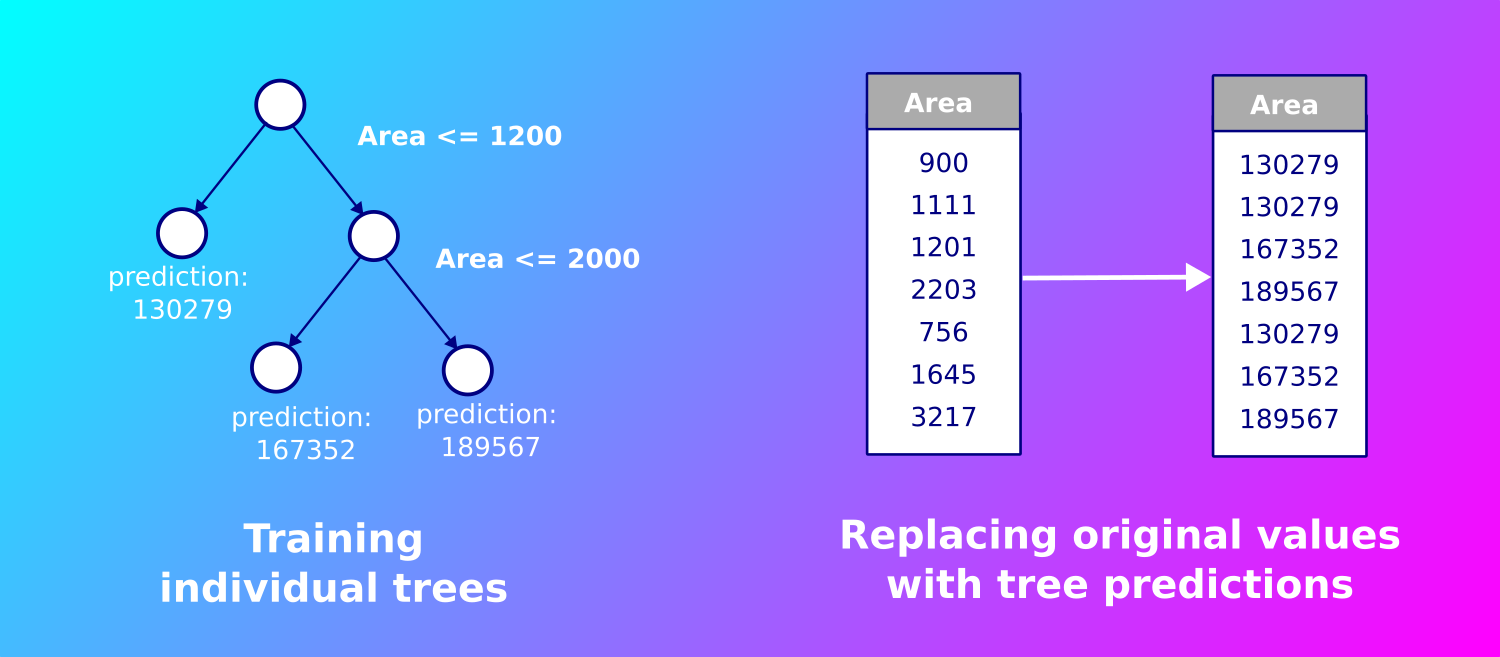 Area <= 1200
Area <= 2000
prediction:
130279
prediction:
167352
prediction:
189567
Training
individual trees
Area
900
1111
1201
2203
756
1645
3217
Area
130279
130279
167352
189567
130279
167352
189567
Replacing original values
with tree predictions